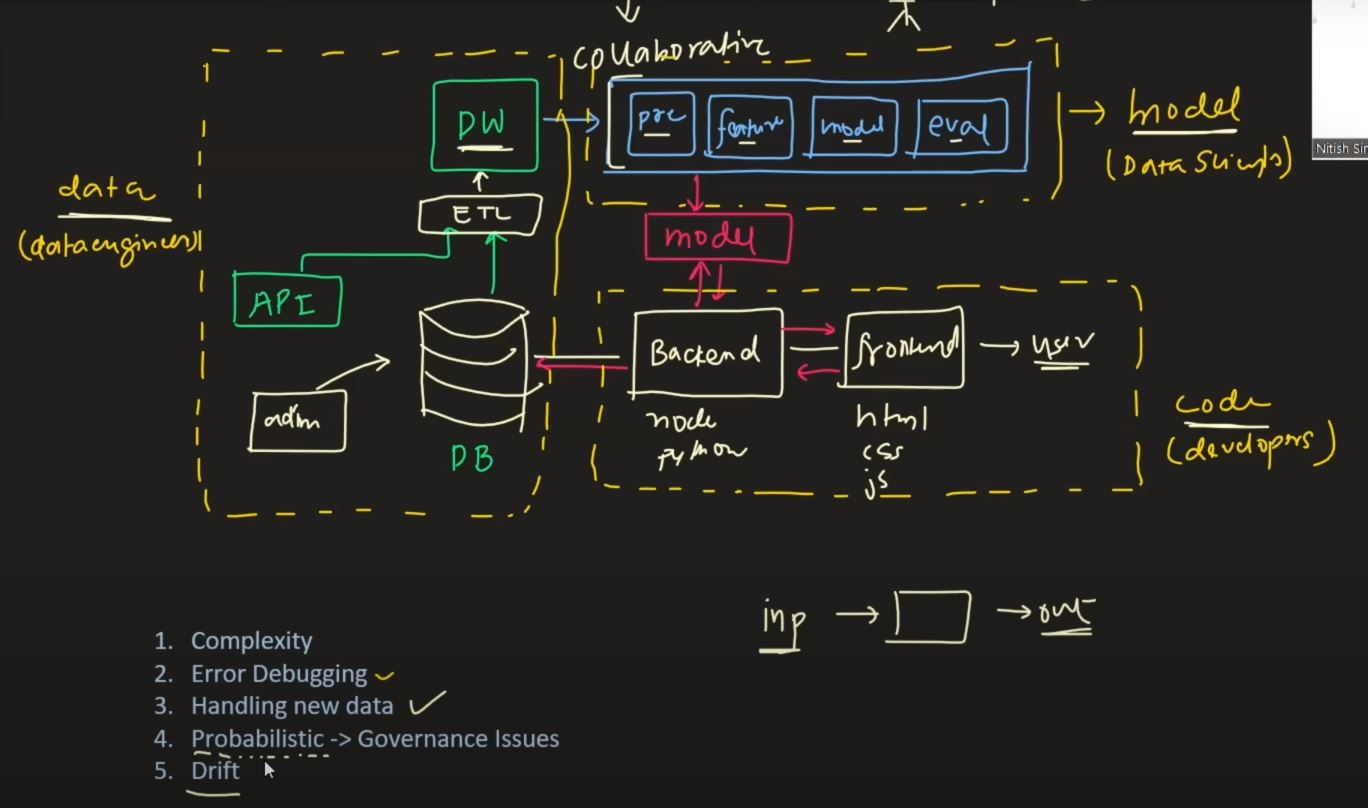 collaborative
DW
pre
feature
model
eval
model
(Data Scientists)
Nitish Sin
data
(data engineers)
ETL
model
API
Backend
frontend
user
adm
node
python
html
css
js
DB
code
(developers)
inp
out
1. Complexity
2. Error Debugging
3. Handling new data
4. Probabilistic -> Governance Issues
5. Drift